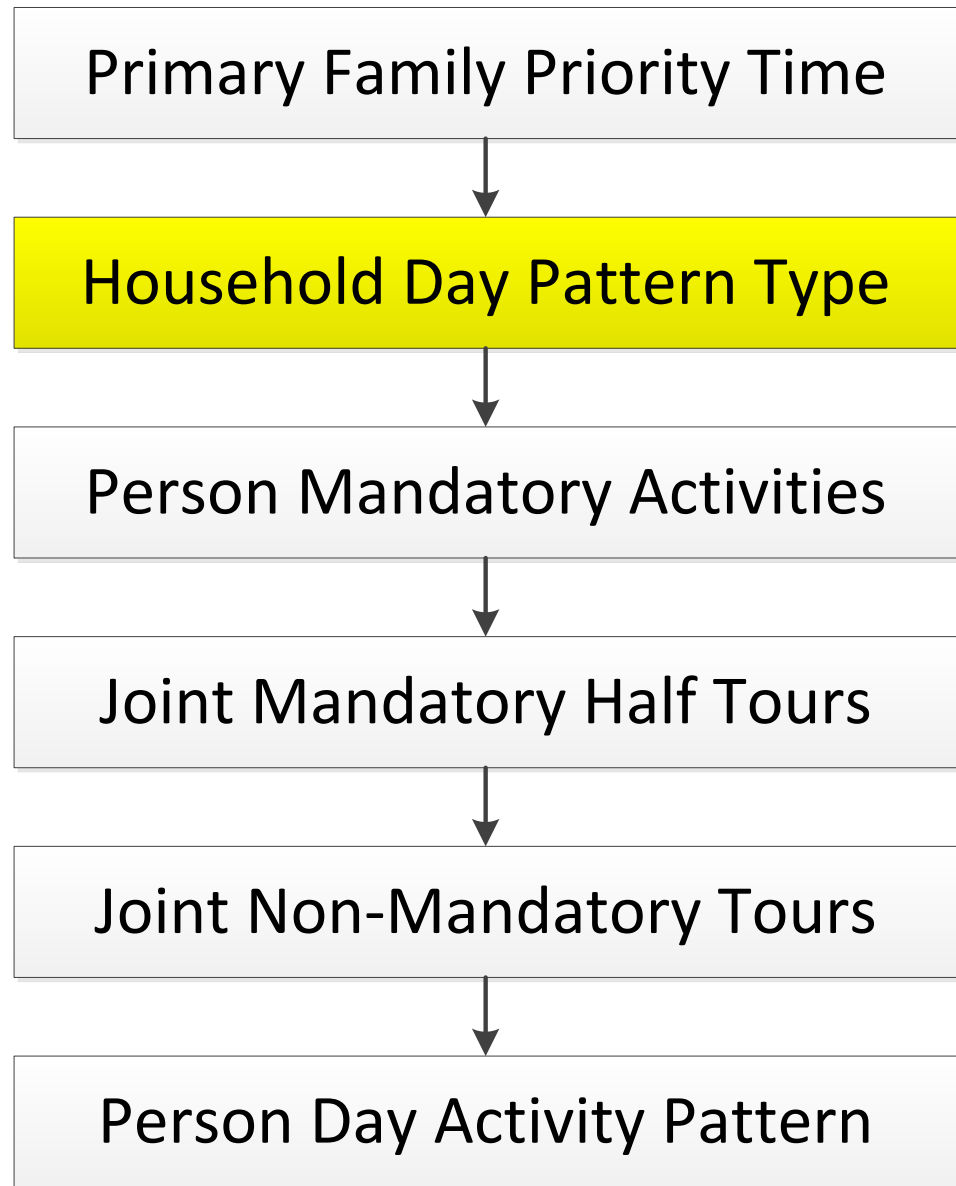 Primary Family Priority Time
Household Day Pattern Type
Person Mandatory Activities
Joint Mandatory Half Tours
Joint Non-Mandatory Tours
Person Day Activity Pattern